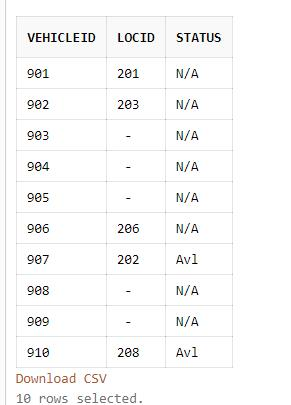 VEHICLEID LOCID STATUS
901 201 N/A
902 203 N/A
903 - N/A
904 - N/A
905 - N/A
906 206 N/A
907 202 Avl
908 - N/A
909 - N/A
910 208 Avl
Download CSV
10 rows selected.